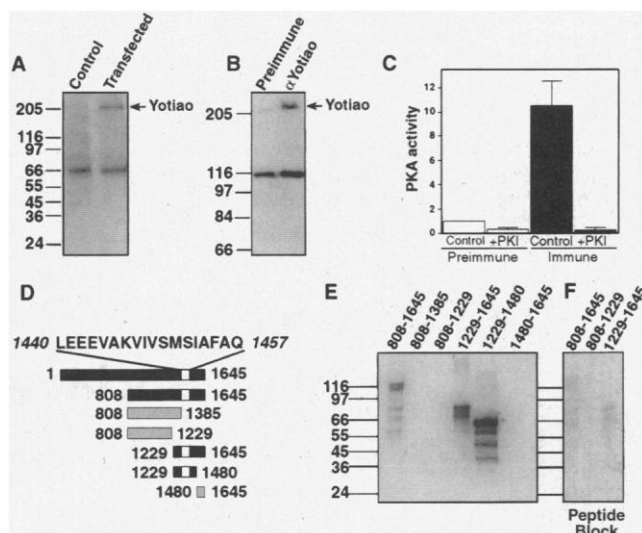 A
Control
Transfected
205
116
97
66
55
45
36
24
Yotiao
B
Preimmune
αYotiao
205
116
97
84
66
Yotiao
C
PKA activity
12
10
8
6
4
2
0
Control +PKI Control +PKI
Preimmune Immune
D
1440 LEEEVAKVIVSMSIAFAQ 1457
1 1645
808 1645
808 1385
808 1229
1229 1645
1229 1480
1480 1645
E
808-1645
808-1385
808-1229
1229-1645
1229-1480
1480-1645
116
97
66
55
45
36
24
F
808-1645
808-1229
1229-1645
Peptide
Block